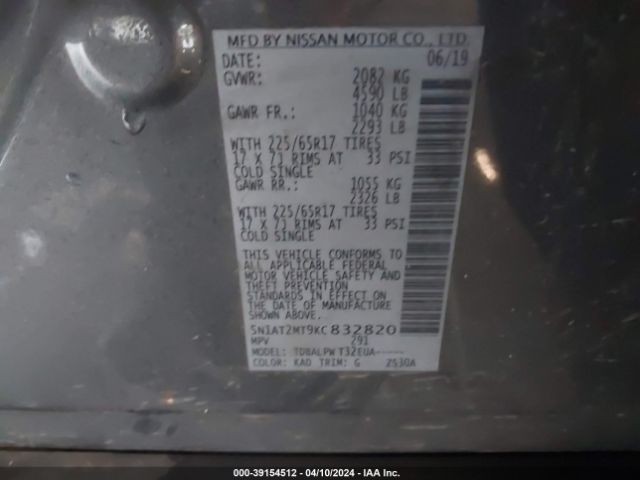 MFD BY NISSAN MOTOR CO., LTD.
DATE: 06/19
GVWR: 2082 KG
4590 LB
GAWR FR.: 1040 KG
2293 LB
WITH 225/65R17 TIRES
17 X 7J RIMS AT 33 PSI
COLD SINGLE
GAWR RR.: 1055 KG
2326 LB
WITH 225/65R17 TIRES
17 X 7J RIMS AT 33 PSI
COLD SINGLE
THIS VEHICLE CONFORMS TO
ALL APPLICABLE FEDERAL
MOTOR VEHICLE SAFETY AND
THEFT PREVENTION
STANDARDS IN EFFECT ON
THE DATE OF MANUFACTURE
SHOWN ABOVE.
5N1AT2MT9KC832820
MPV 291
MODEL: TDBALPW T32EUA-----
COLOR: KAD TRIM: G 2530A
000-39154512 - 04/10/2024 - IAA Inc.